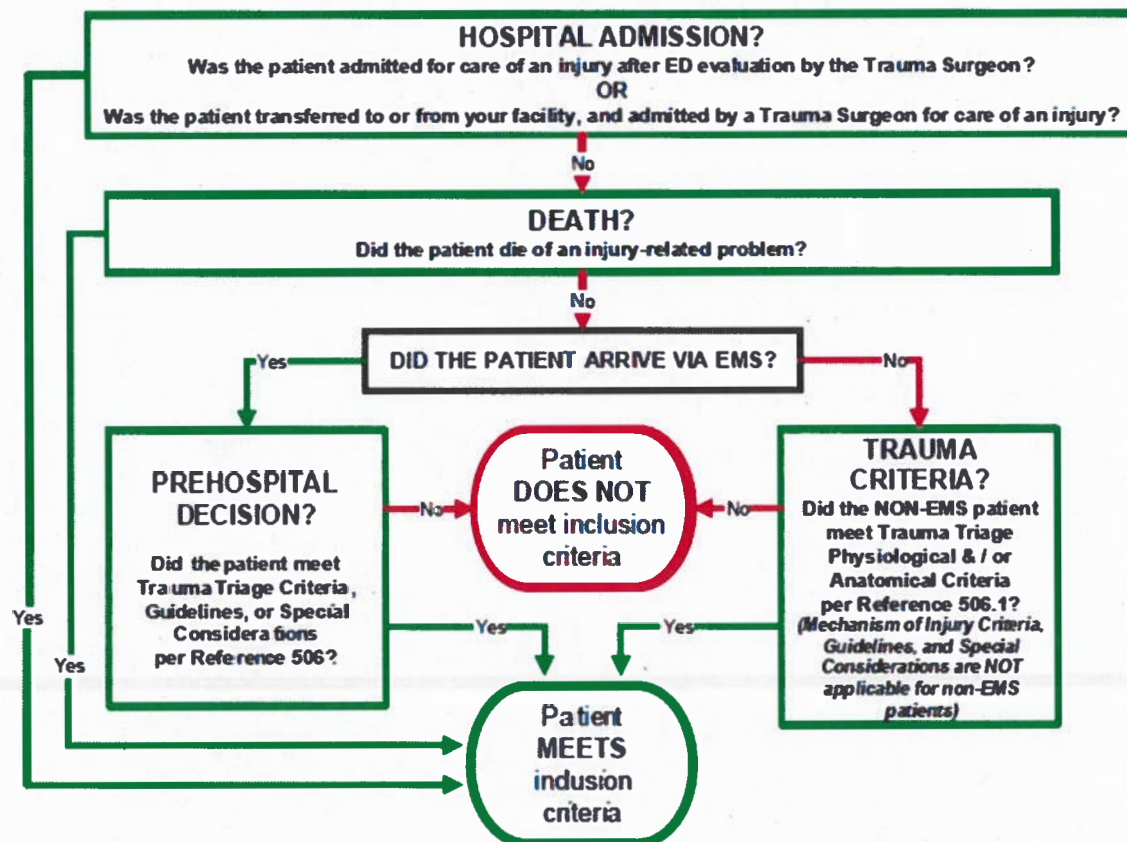 HOSPITAL ADMISSION?
Was the patient admitted for care of an injury after ED evaluation by the Trauma Surgeon?
OR
Was the patient transferred to or from your facility, and admitted by a Trauma Surgeon for care of an injury?
No
DEATH?
Did the patient die of an injury-related problem?
No
Yes
DID THE PATIENT ARRIVE VIA EMS?
No
PREHOSPITAL
DECISION?
Did the patient meet
Trauma Triage Criteria,
Guidelines, or Special
Considerations
per Reference 506?
No
Patient
DOES NOT
meet inclusion
criteria
No
TRAUMA
CRITERIA?
Did the NON-EMS patient
meet Trauma Triage
Physiological & / or
Anatomical Criteria
per Reference 506.1?
(Mechanism of Injury Criteria,
Guidelines, and Special
Considerations are NOT
applicable for non-EMS
patients)
Yes
Yes
Yes
Yes
Patient
MEETS
inclusion
criteria